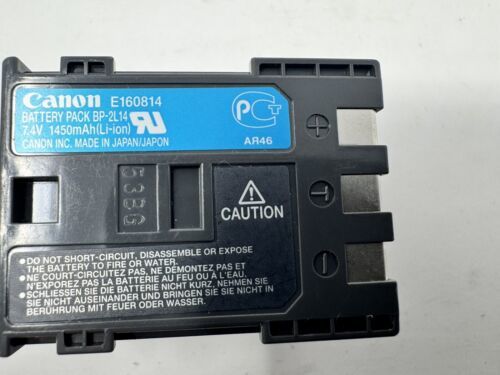 Canon E160814
BATTERY PACK BP-2L14
7.4V 1450mAh(Li-ion)
CANON INC. MADE IN JAPAN/JAPON
АЯ46
+
T
−
CAUTION
•DO NOT SHORT-CIRCUIT, DISASSEMBLE OR EXPOSE
THE BATTERY TO FIRE OR WATER.
•NE COURT-CIRCUITEZ PAS, NE DÉMONTEZ PAS ET
N'EXPOSEZ PAS LA BATTERIE AU FEU OU À L'EAU.
•SCHLIESSEN SIE DIE BATTERIE NICHT KURZ, NEHMEN SIE
SIE NICHT AUSEINANDER UND BRINGEN SIE SIE NICHT IN
BERÜHRUNG MIT FEUER ODER WASSER.